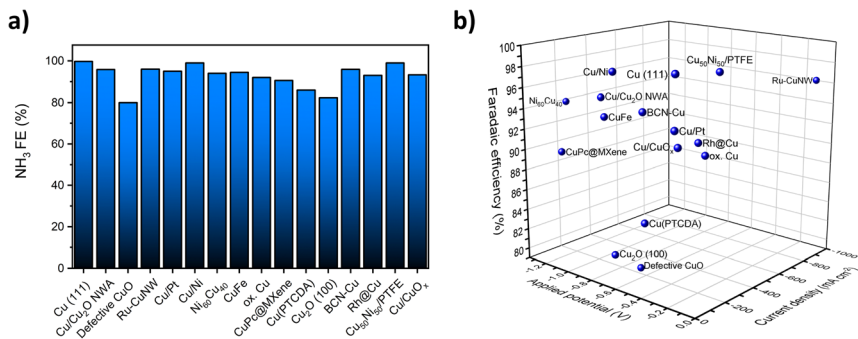 a)
NH3 FE (%)
100
80
60
40
20
0
Cu (111)
Cu/Cu2O NWA
Defective CuO
Ru-CuNW
Cu/Pt
Cu/Ni
Ni60Cu40
CuFe
ox. Cu
CuPc@MXene
Cu(PTCDA)
Cu2O (100)
BCN-Cu
Rh@Cu
Cu50Ni50/PTFE
Cu/CuOx
b)
Faradaic efficiency (%)
100
98
96
94
92
90
88
86
84
82
80
Cu50Ni50/PTFE
Cu/Ni
Cu (111)
Ru-CuNW
Ni60Cu40
Cu/Cu2O NWA
CuFe
BCN-Cu
Cu/Pt
CuPc@MXene
Cu/CuOx
Rh@Cu
ox. Cu
Cu(PTCDA)
Cu2O (100)
Defective CuO
-1.2
-1.0
-0.8
-0.6
-0.4
-0.2
0.0
Applied potential (V)
0
-200
-400
-600
-800
-1000
Current density (mA cm-2)